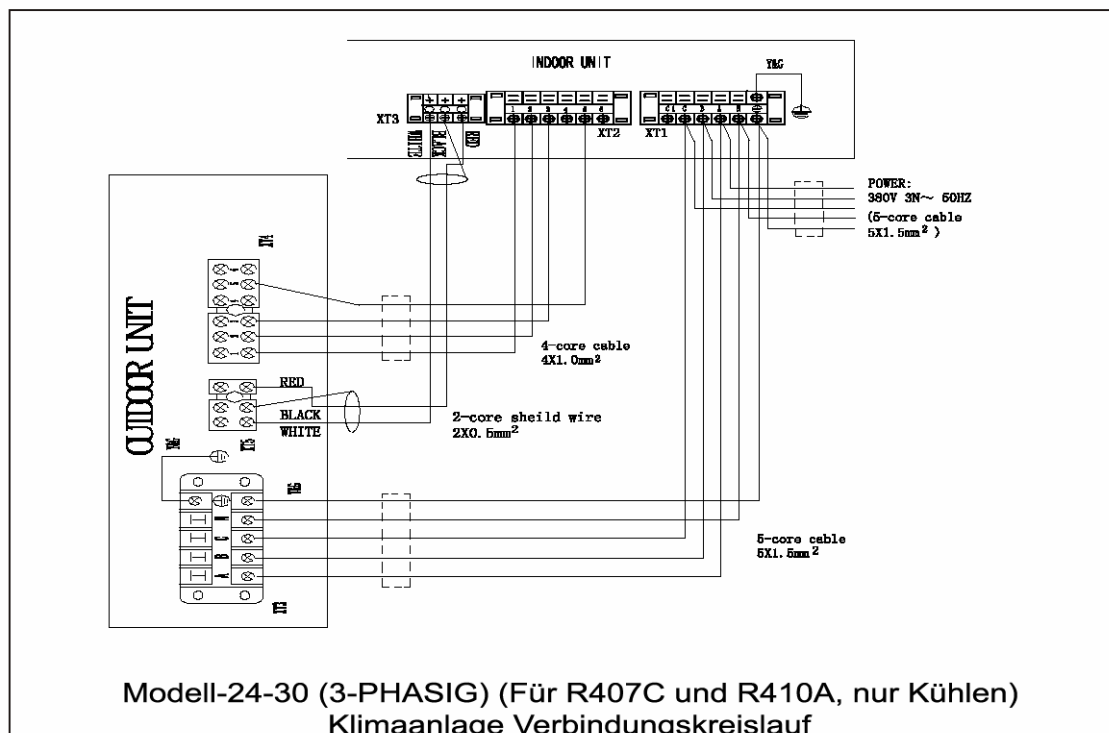 INDOOR UNIT
Y&G
XT3
1 2 3 4 5 6
XT2
XT1
C1 C B A N
WHITE
BLACK
RED
POWER:
380V 3N~ 50HZ
(5-core cable
5X1.5mm² )
XT4
OUTDOOR UNIT
4-core cable
4X1.0mm²
RED
BLACK
WHITE
2-core sheild wire
2X0.5mm²
Y&G
XT5
Y&G
N
C
B
A
5-core cable
5X1.5mm²
Modell-24-30 (3-PHASIG) (Für R407C und R410A, nur Kühlen)
Klimaanlage Verbindungskreislauf